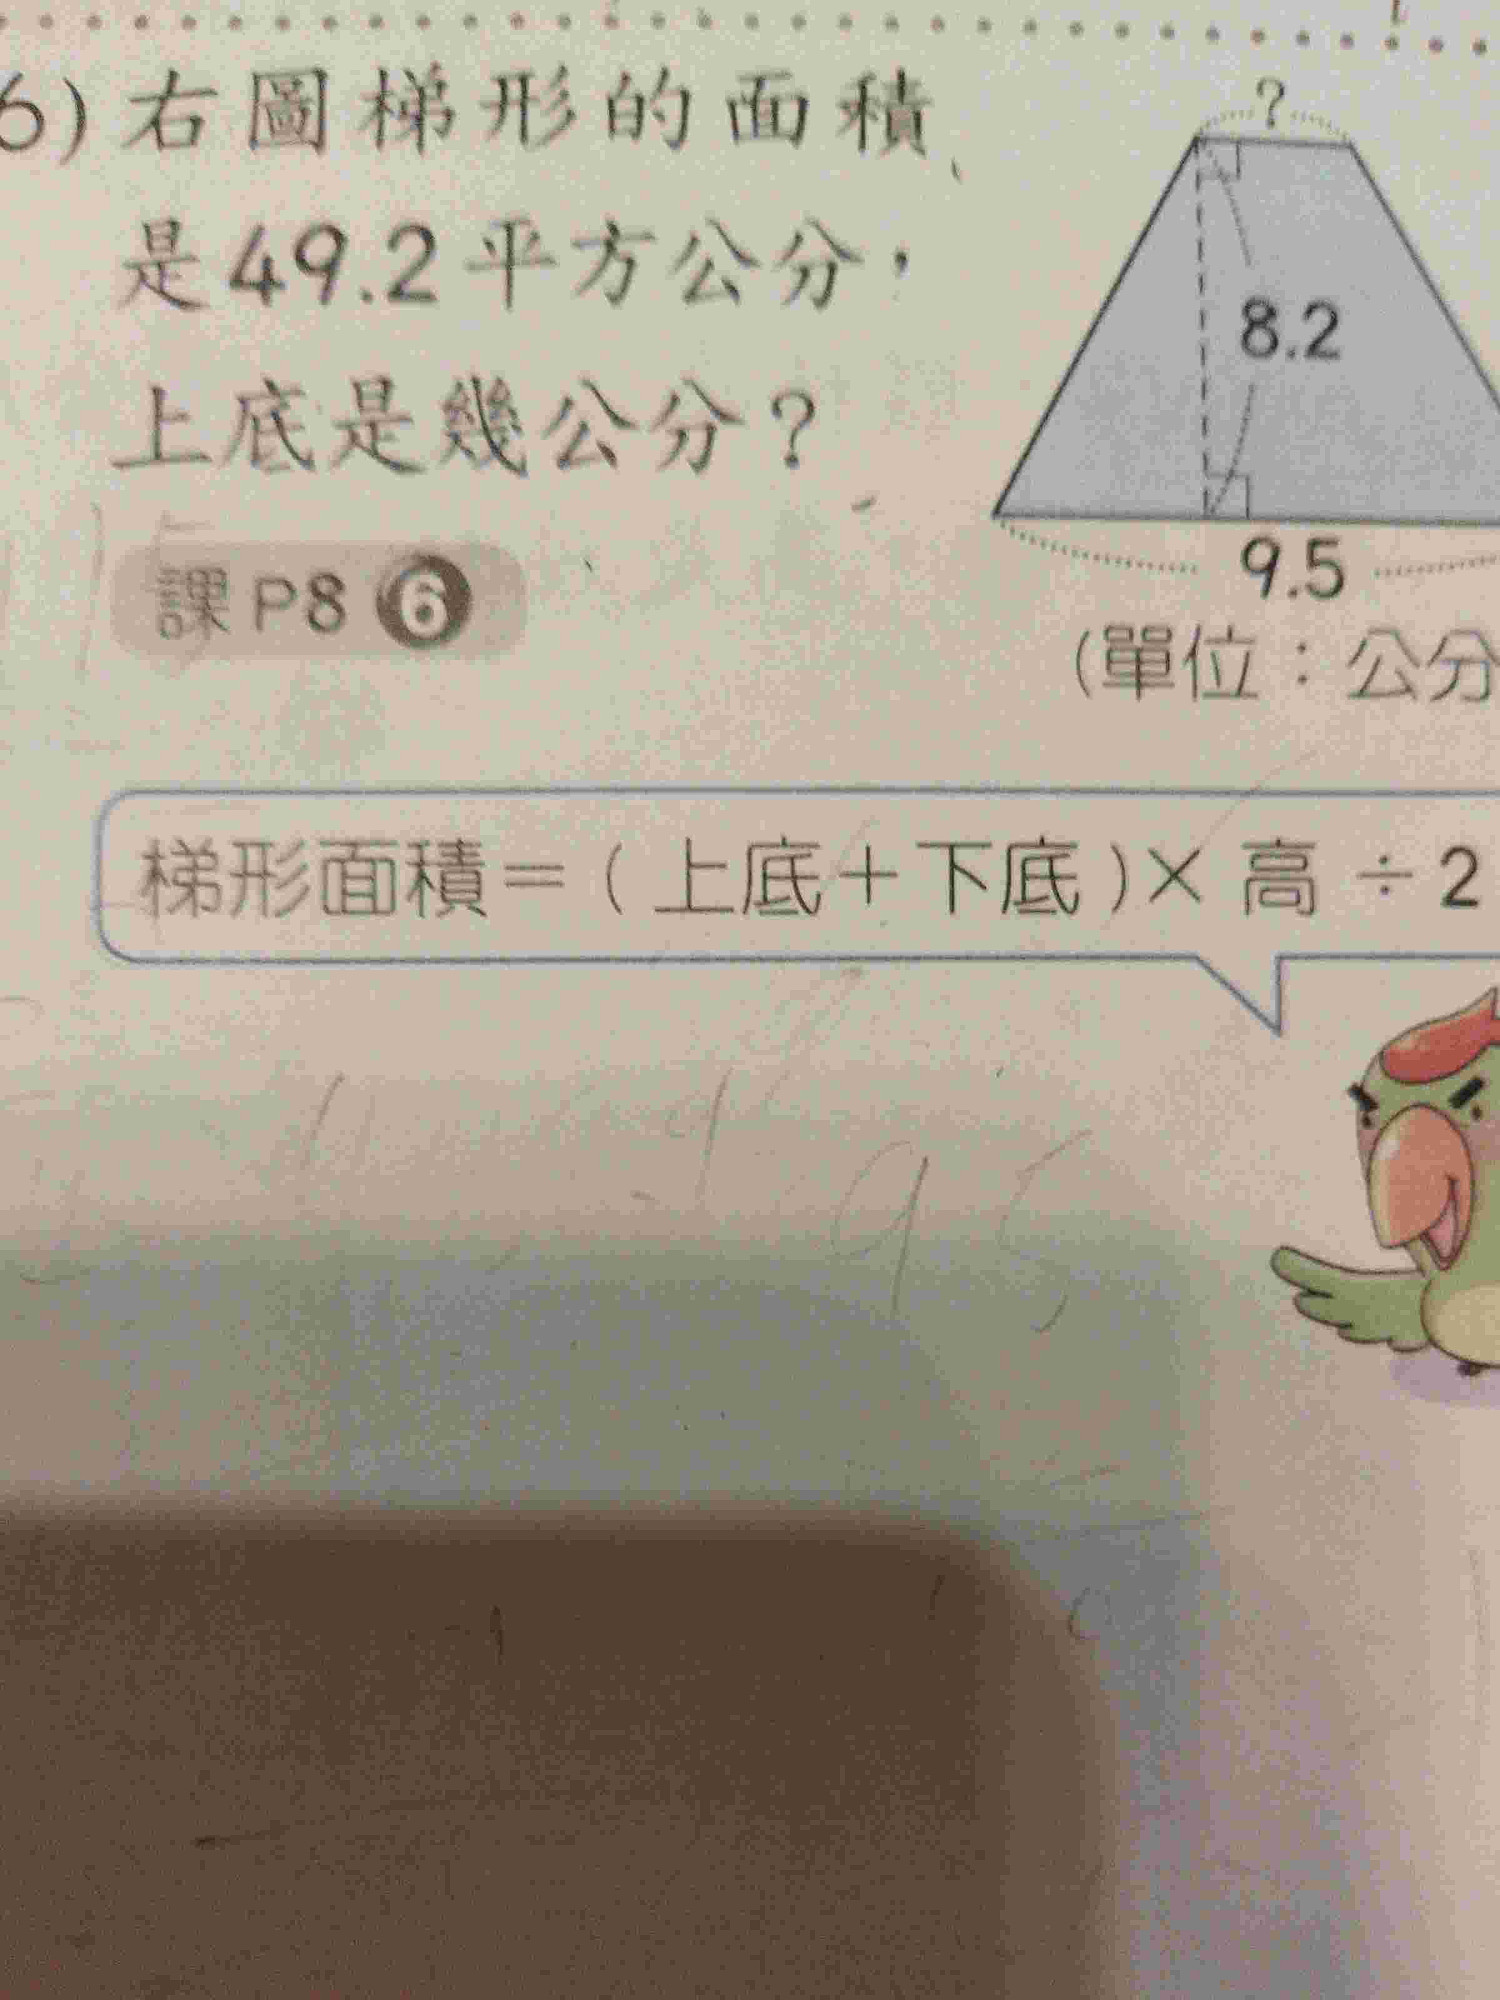 6) 右圖梯形的面積
是49.2平方公分，
上底是幾公分？
課P8 6
?
8.2
9.5
(單位：公分
梯形面積＝( 上底＋下底 )× 高 ÷2
9 5